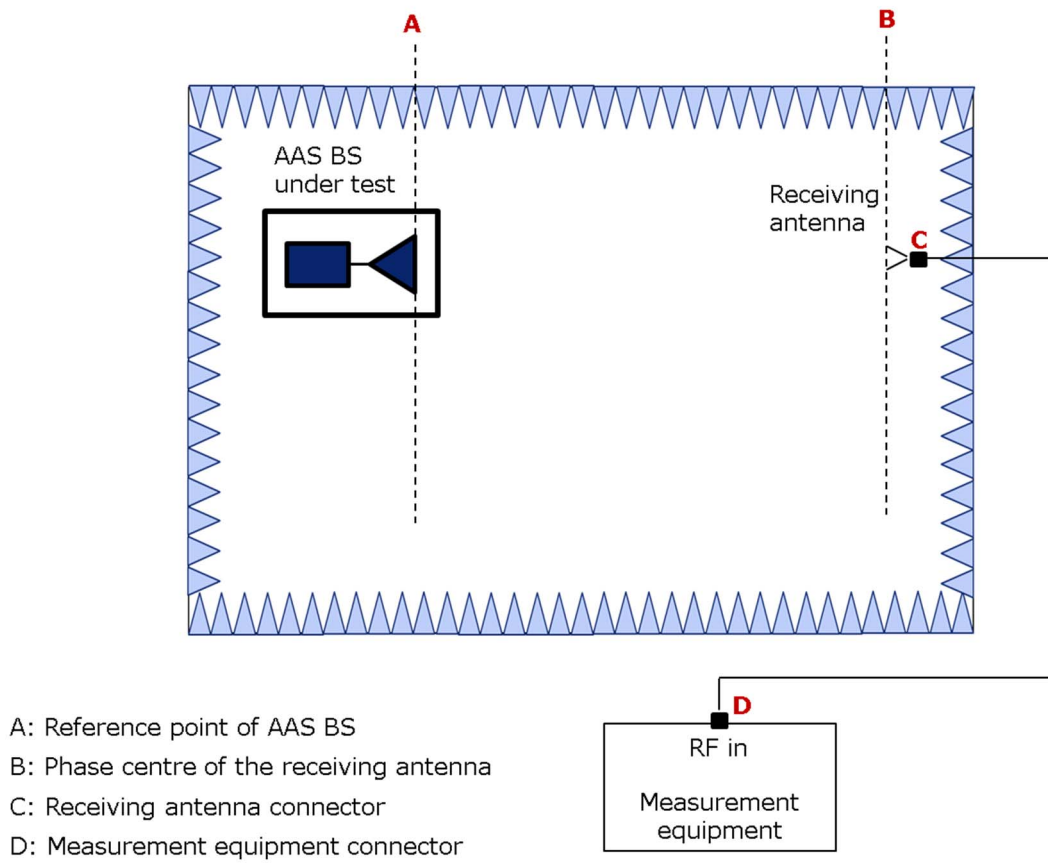 A
B
AAS BS
under test
Receiving
antenna
C
D
RF in
Measurement
equipment
A: Reference point of AAS BS
B: Phase centre of the receiving antenna
C: Receiving antenna connector
D: Measurement equipment connector